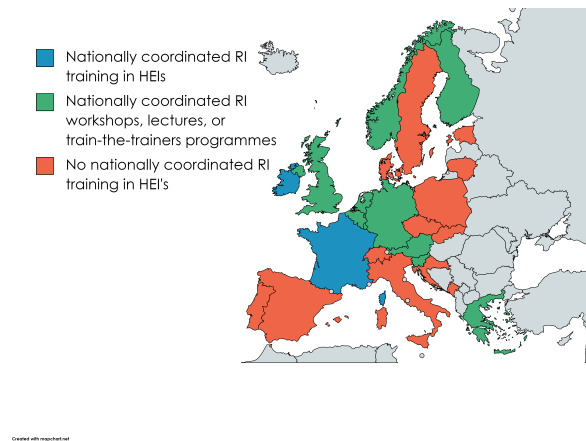 Nationally coordinated RI
training in HEIs
Nationally coordinated RI
workshops, lectures, or
train-the-trainers programmes
No nationally coordinated RI
training in HEI's
Created with mapchart.net